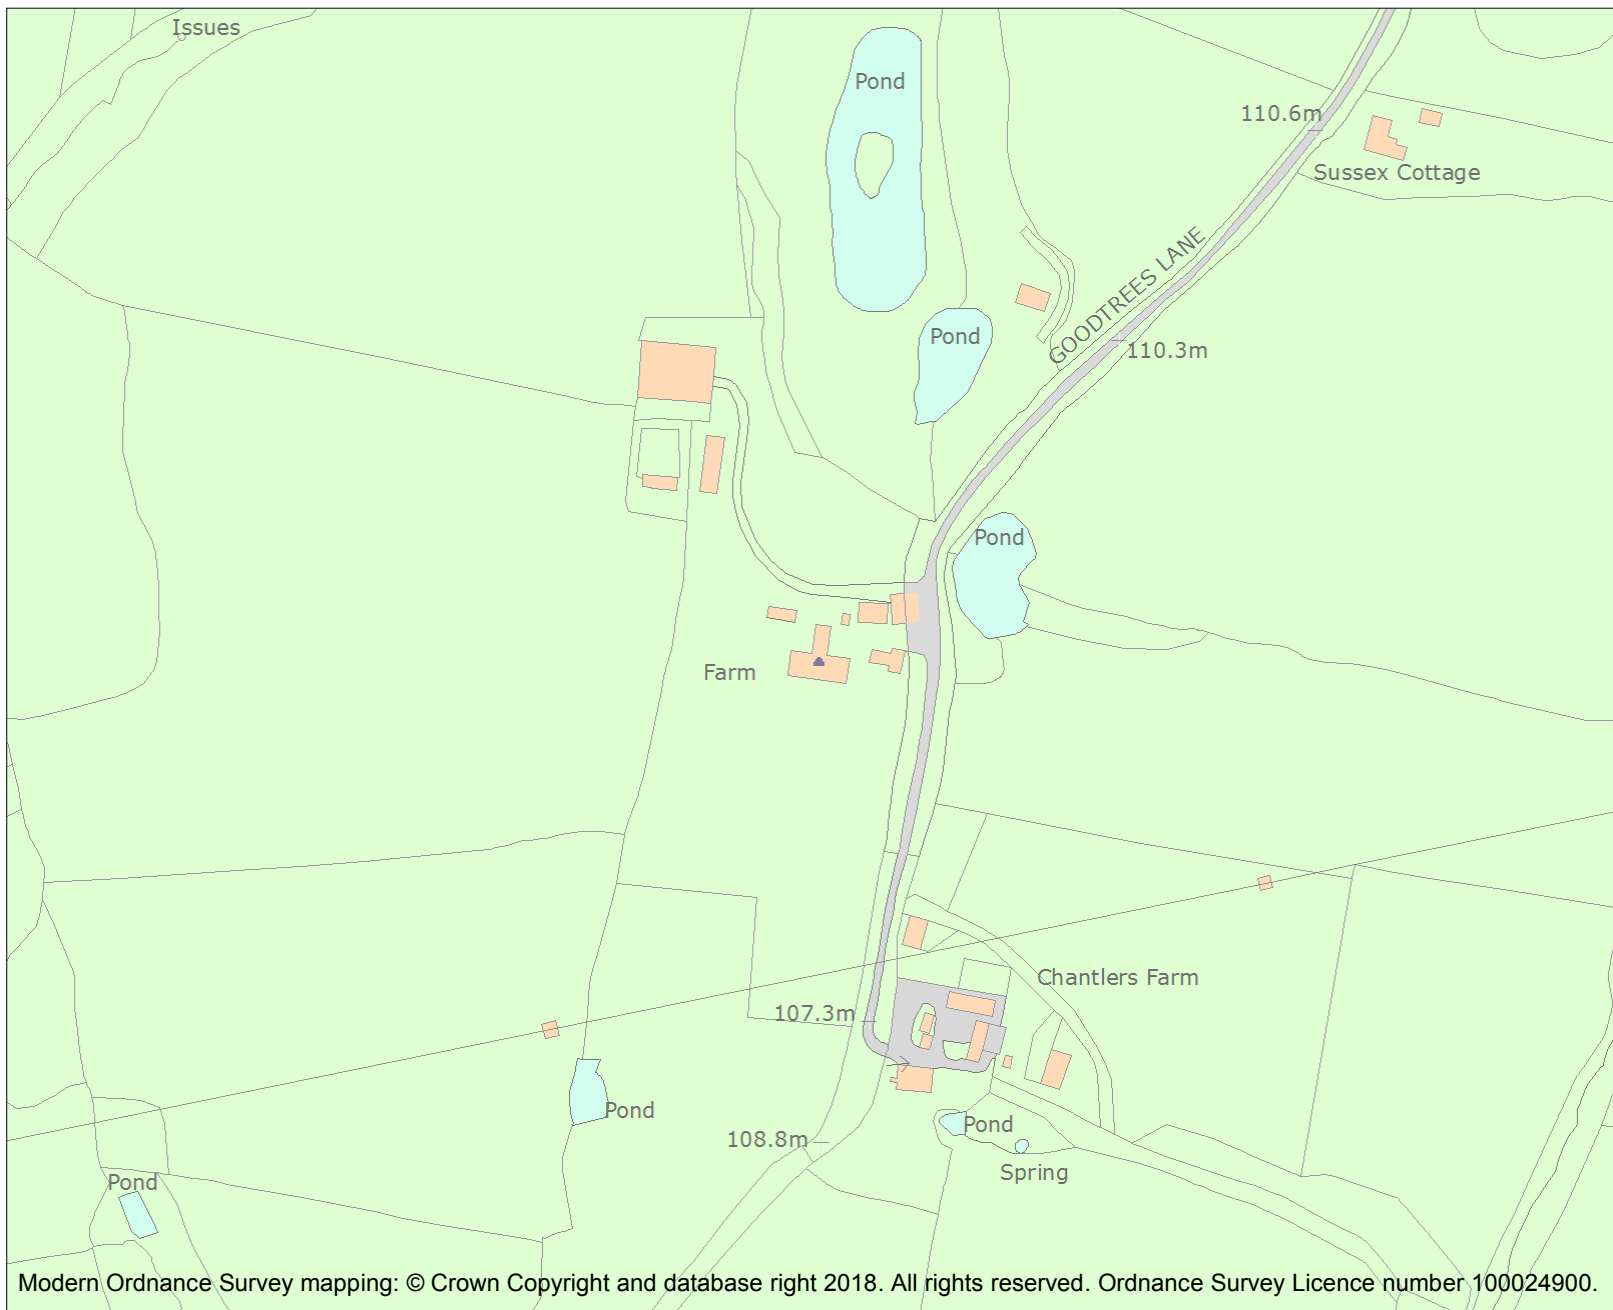 Issues
Pond
110.6m
Sussex Cottage
GOODTREES LANE
Pond
110.3m
Pond
Farm
Chantlers Farm
107.3m
Pond
Pond
108.8m
Spring
Pond
Modern Ordnance Survey mapping: © Crown Copyright and database right 2018. All rights reserved. Ordnance Survey Licence number 100024900.